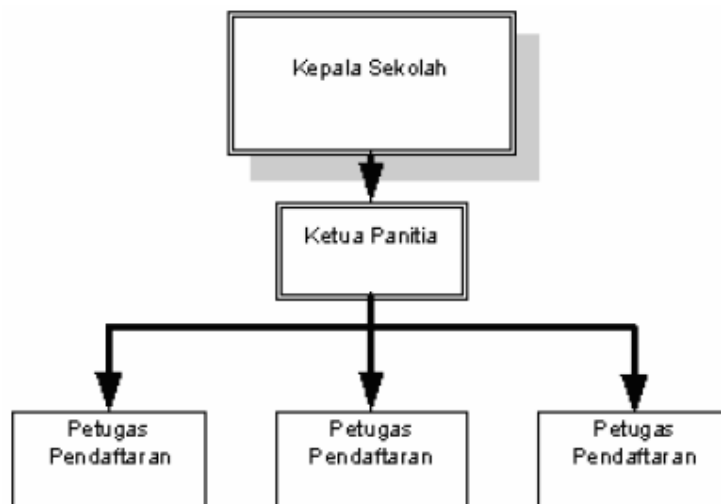 Kepala Sekolah
Ketua Panitia
Petugas
Pendaftaran
Petugas
Pendaftaran
Petugas
Pendaftaran